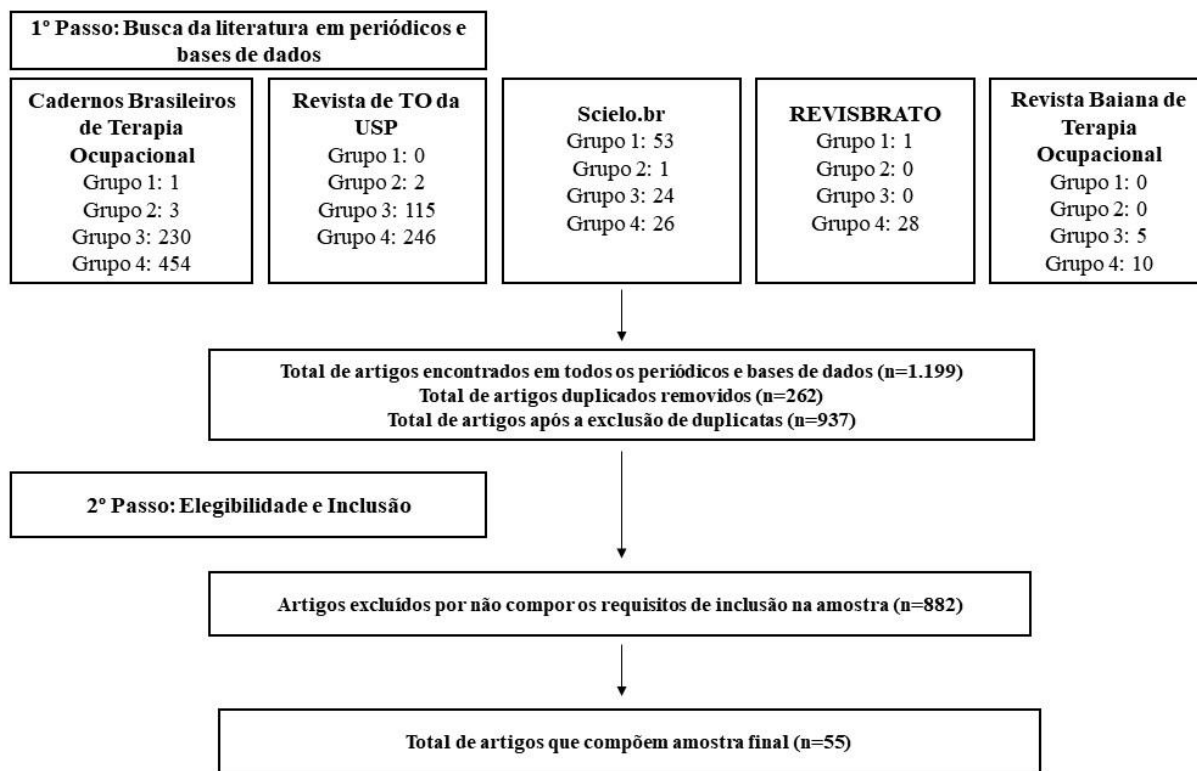 1º Passo: Busca da literatura em periódicos e
bases de dados
Cadernos Brasileiros
de Terapia
Ocupacional
Grupo 1: 1
Grupo 2: 3
Grupo 3: 230
Grupo 4: 454
Revista de TO da
USP
Grupo 1: 0
Grupo 2: 2
Grupo 3: 115
Grupo 4: 246
Scielo.br
Grupo 1: 53
Grupo 2: 1
Grupo 3: 24
Grupo 4: 26
REVISBRATO
Grupo 1: 1
Grupo 2: 0
Grupo 3: 0
Grupo 4: 28
Revista Baiana de
Terapia
Ocupacional
Grupo 1: 0
Grupo 2: 0
Grupo 3: 5
Grupo 4: 10
Total de artigos encontrados em todos os periódicos e bases de dados (n=1.199)
Total de artigos duplicados removidos (n=262)
Total de artigos após a exclusão de duplicatas (n=937)
2º Passo: Elegibilidade e Inclusão
Artigos excluídos por não compor os requisitos de inclusão na amostra (n=882)
Total de artigos que compõem amostra final (n=55)